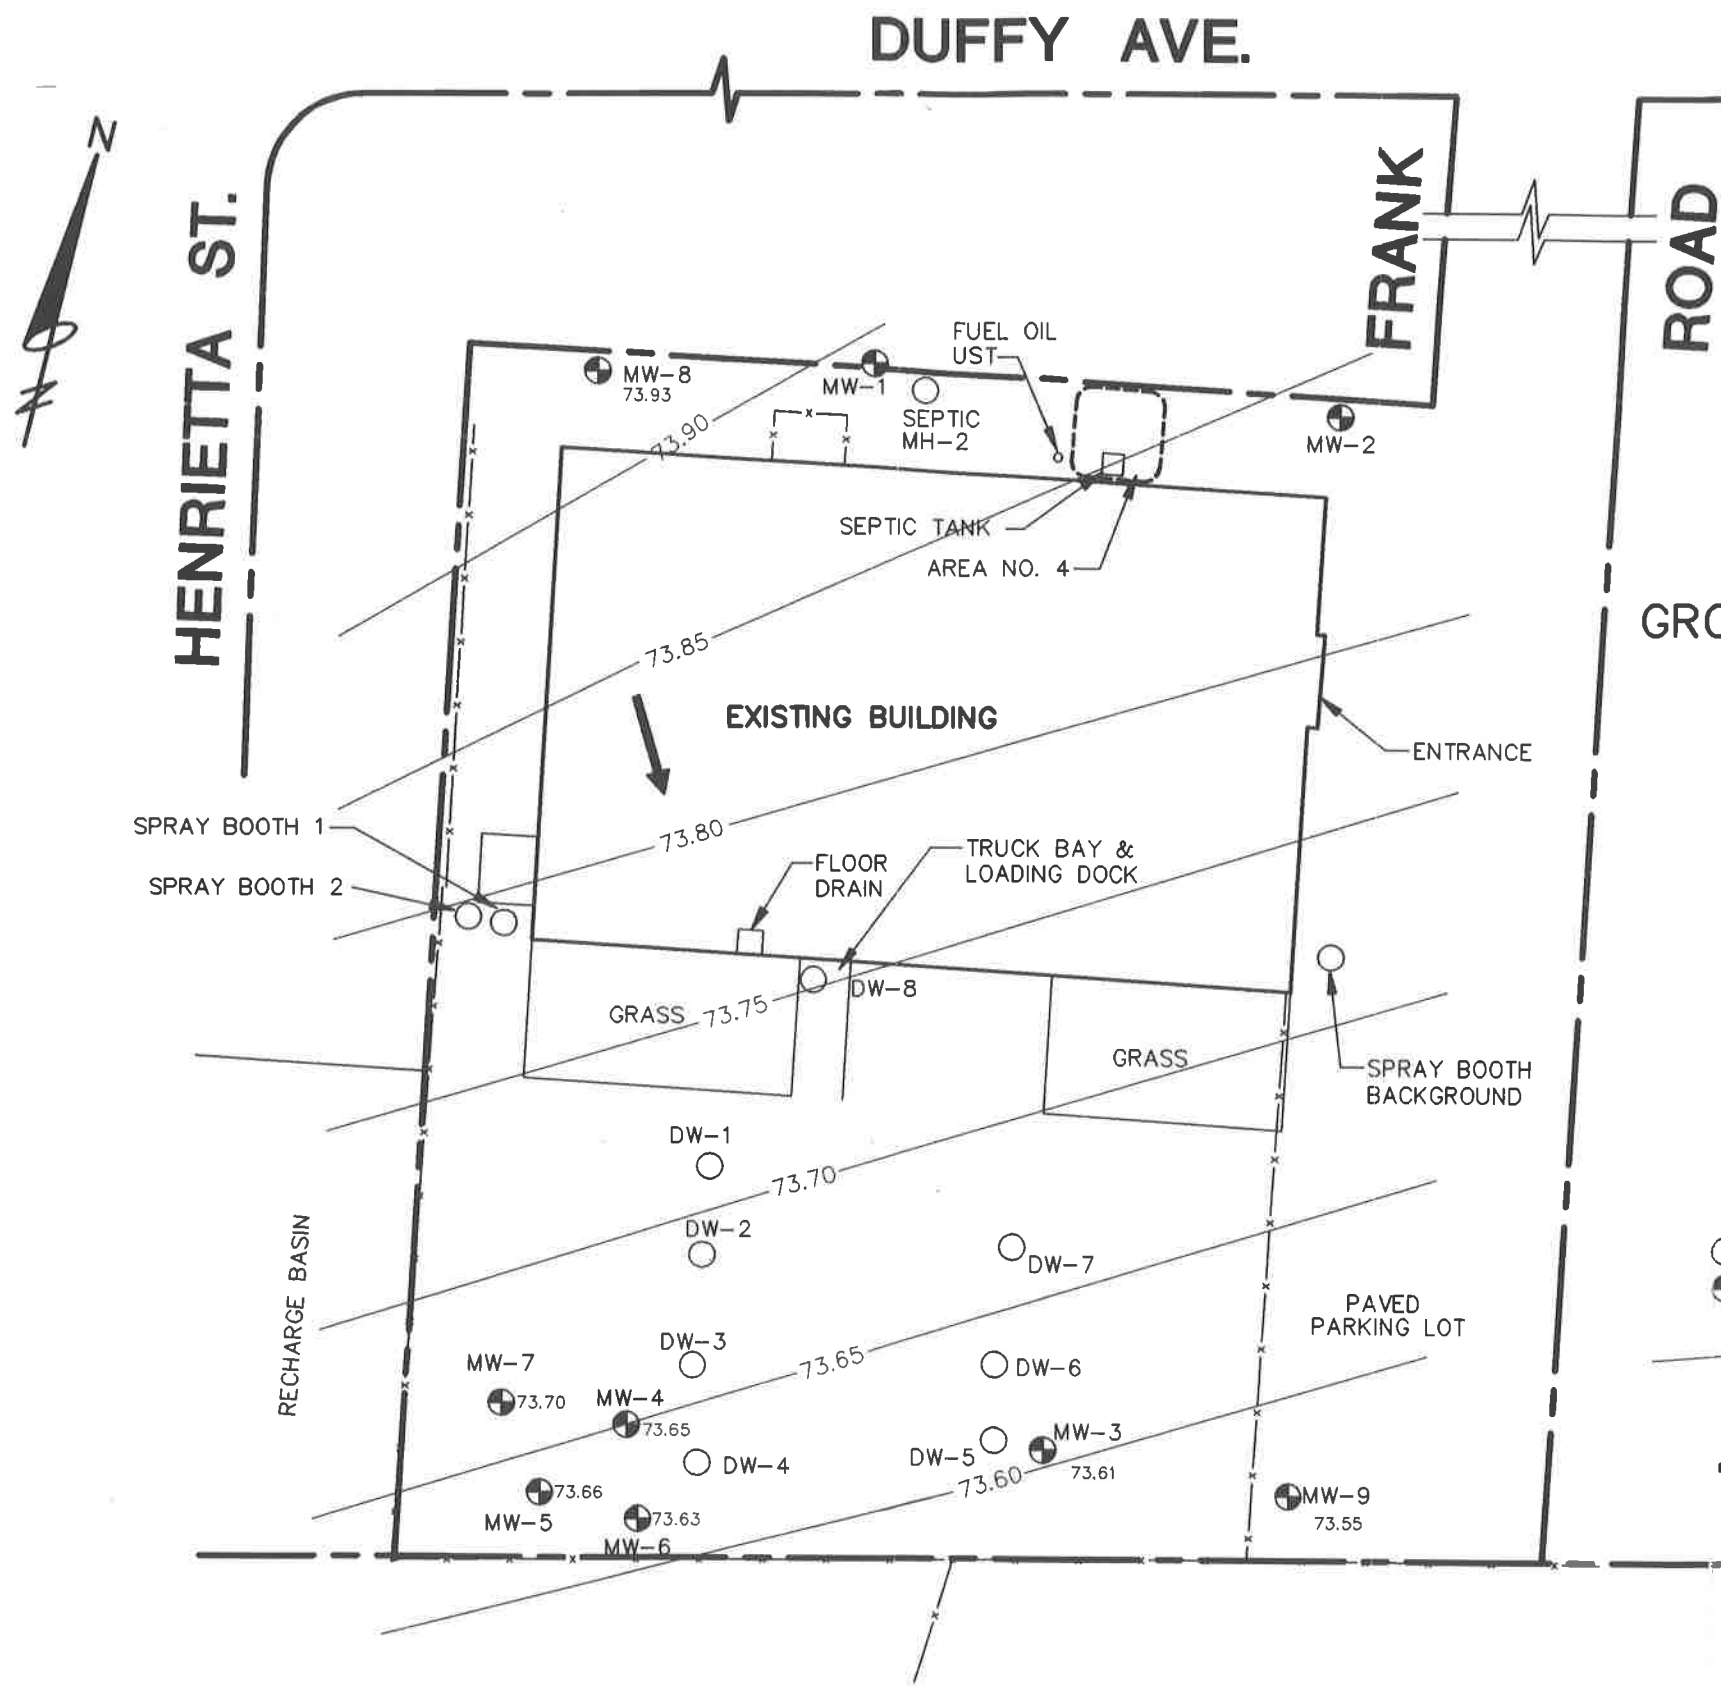 DUFFY AVE.
N
HENRIETTA ST.
FRANK
ROAD
FUEL OIL
UST
MW-8
73.93
MW-1
SEPTIC
MH-2
MW-2
73.90
SEPTIC TANK
AREA NO. 4
GRO
73.85
EXISTING BUILDING
ENTRANCE
SPRAY BOOTH 1
73.80
SPRAY BOOTH 2
FLOOR
DRAIN
TRUCK BAY &
LOADING DOCK
DW-8
GRASS
73.75
GRASS
SPRAY BOOTH
BACKGROUND
DW-1
73.70
DW-2
DW-7
RECHARGE BASIN
PAVED
PARKING LOT
DW-3
73.65
DW-6
MW-7
73.70
MW-4
73.65
DW-4
DW-5
MW-3
73.61
73.60
73.66
MW-5
73.63
MW-6
MW-9
73.55